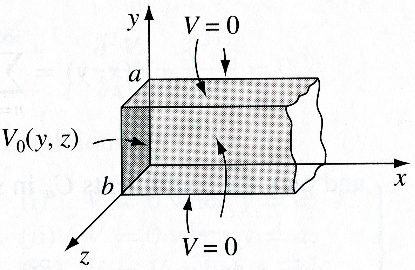 y
V = 0
a
V₀(y, z)
x
b
z
V = 0